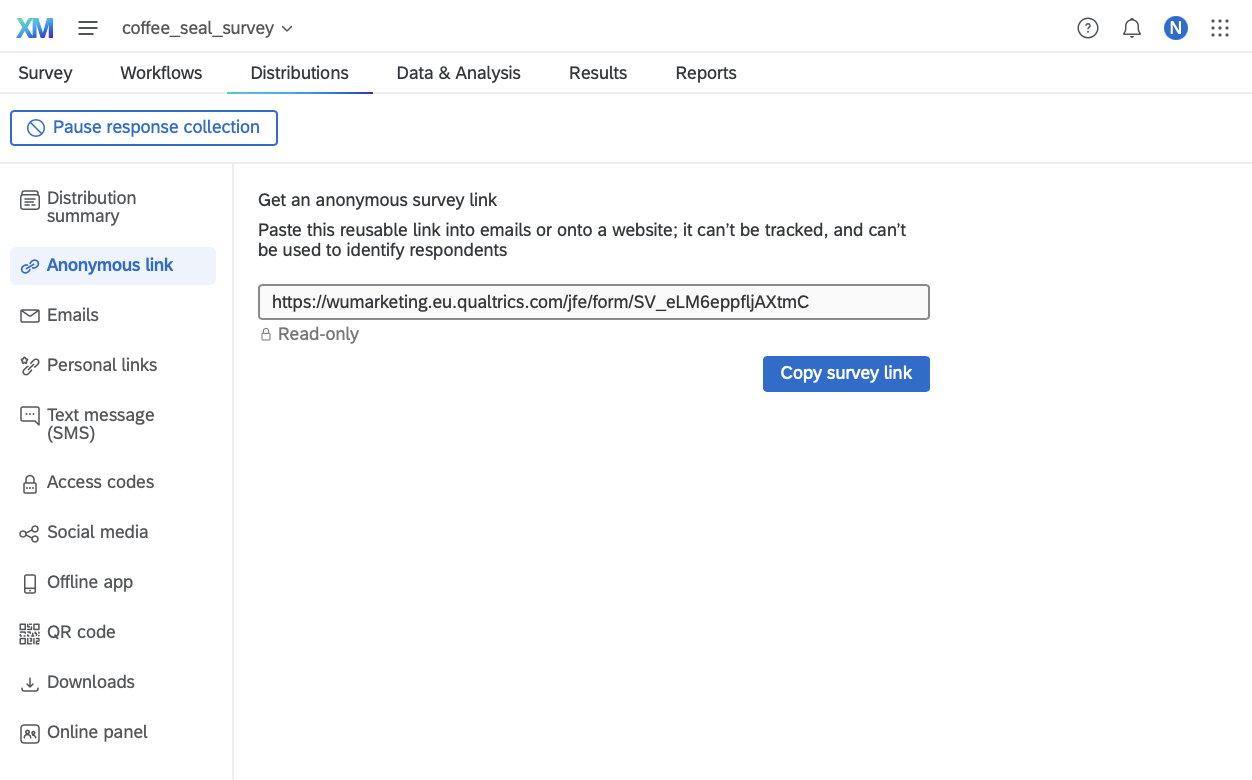 XM
coffee_seal_survey
?
N
Survey
Workflows
Distributions
Data & Analysis
Results
Reports
Pause response collection
Distribution
summary
Anonymous link
Emails
Personal links
Text message
(SMS)
Access codes
Social media
Offline app
QR code
Downloads
Online panel
Get an anonymous survey link
Paste this reusable link into emails or onto a website; it can’t be tracked, and can’t
be used to identify respondents
https://wumarketing.eu.qualtrics.com/jfe/form/SV_eLM6eppfljAXtmC
Read-only
Copy survey link